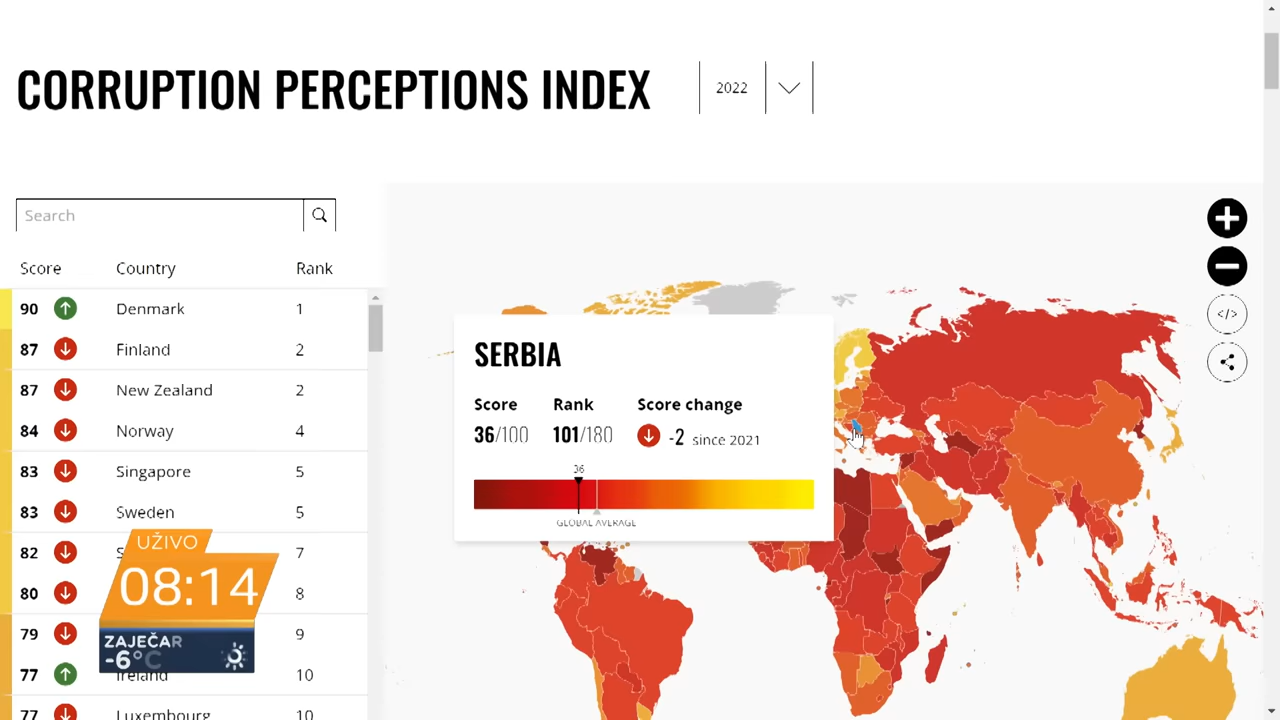 CORRUPTION PERCEPTIONS INDEX
2022
Search
Score Country Rank
90 Denmark 1
87 Finland 2
87 New Zealand 2
84 Norway 4
83 Singapore 5
83 Sweden 5
82 7
80 8
79 9
77 Ireland 10
77 Luxembourg 10
SERBIA
Score Rank Score change
36/100 101/180 -2 since 2021
36
GLOBAL AVERAGE
</>
UŽIVO
08:14
ZAJEČAR
-6°C